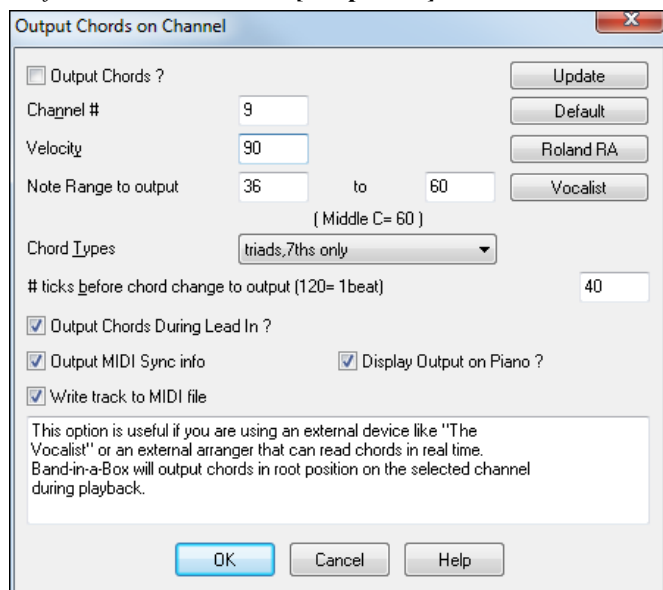 Output Chords on Channel
Output Chords ?
Update
Channel #
9
Default
Velocity
90
Roland RA
Note Range to output
36
to
60
Vocalist
( Middle C= 60 )
Chord Types
triads,7ths only
# ticks before chord change to output (120= 1beat)
40
Output Chords During Lead In ?
Output MIDI Sync info
Display Output on Piano ?
Write track to MIDI file
This option is useful if you are using an external device like "The
Vocalist" or an external arranger that can read chords in real time.
Band-in-a-Box will output chords in root position on the selected channel
during playback.
OK
Cancel
Help